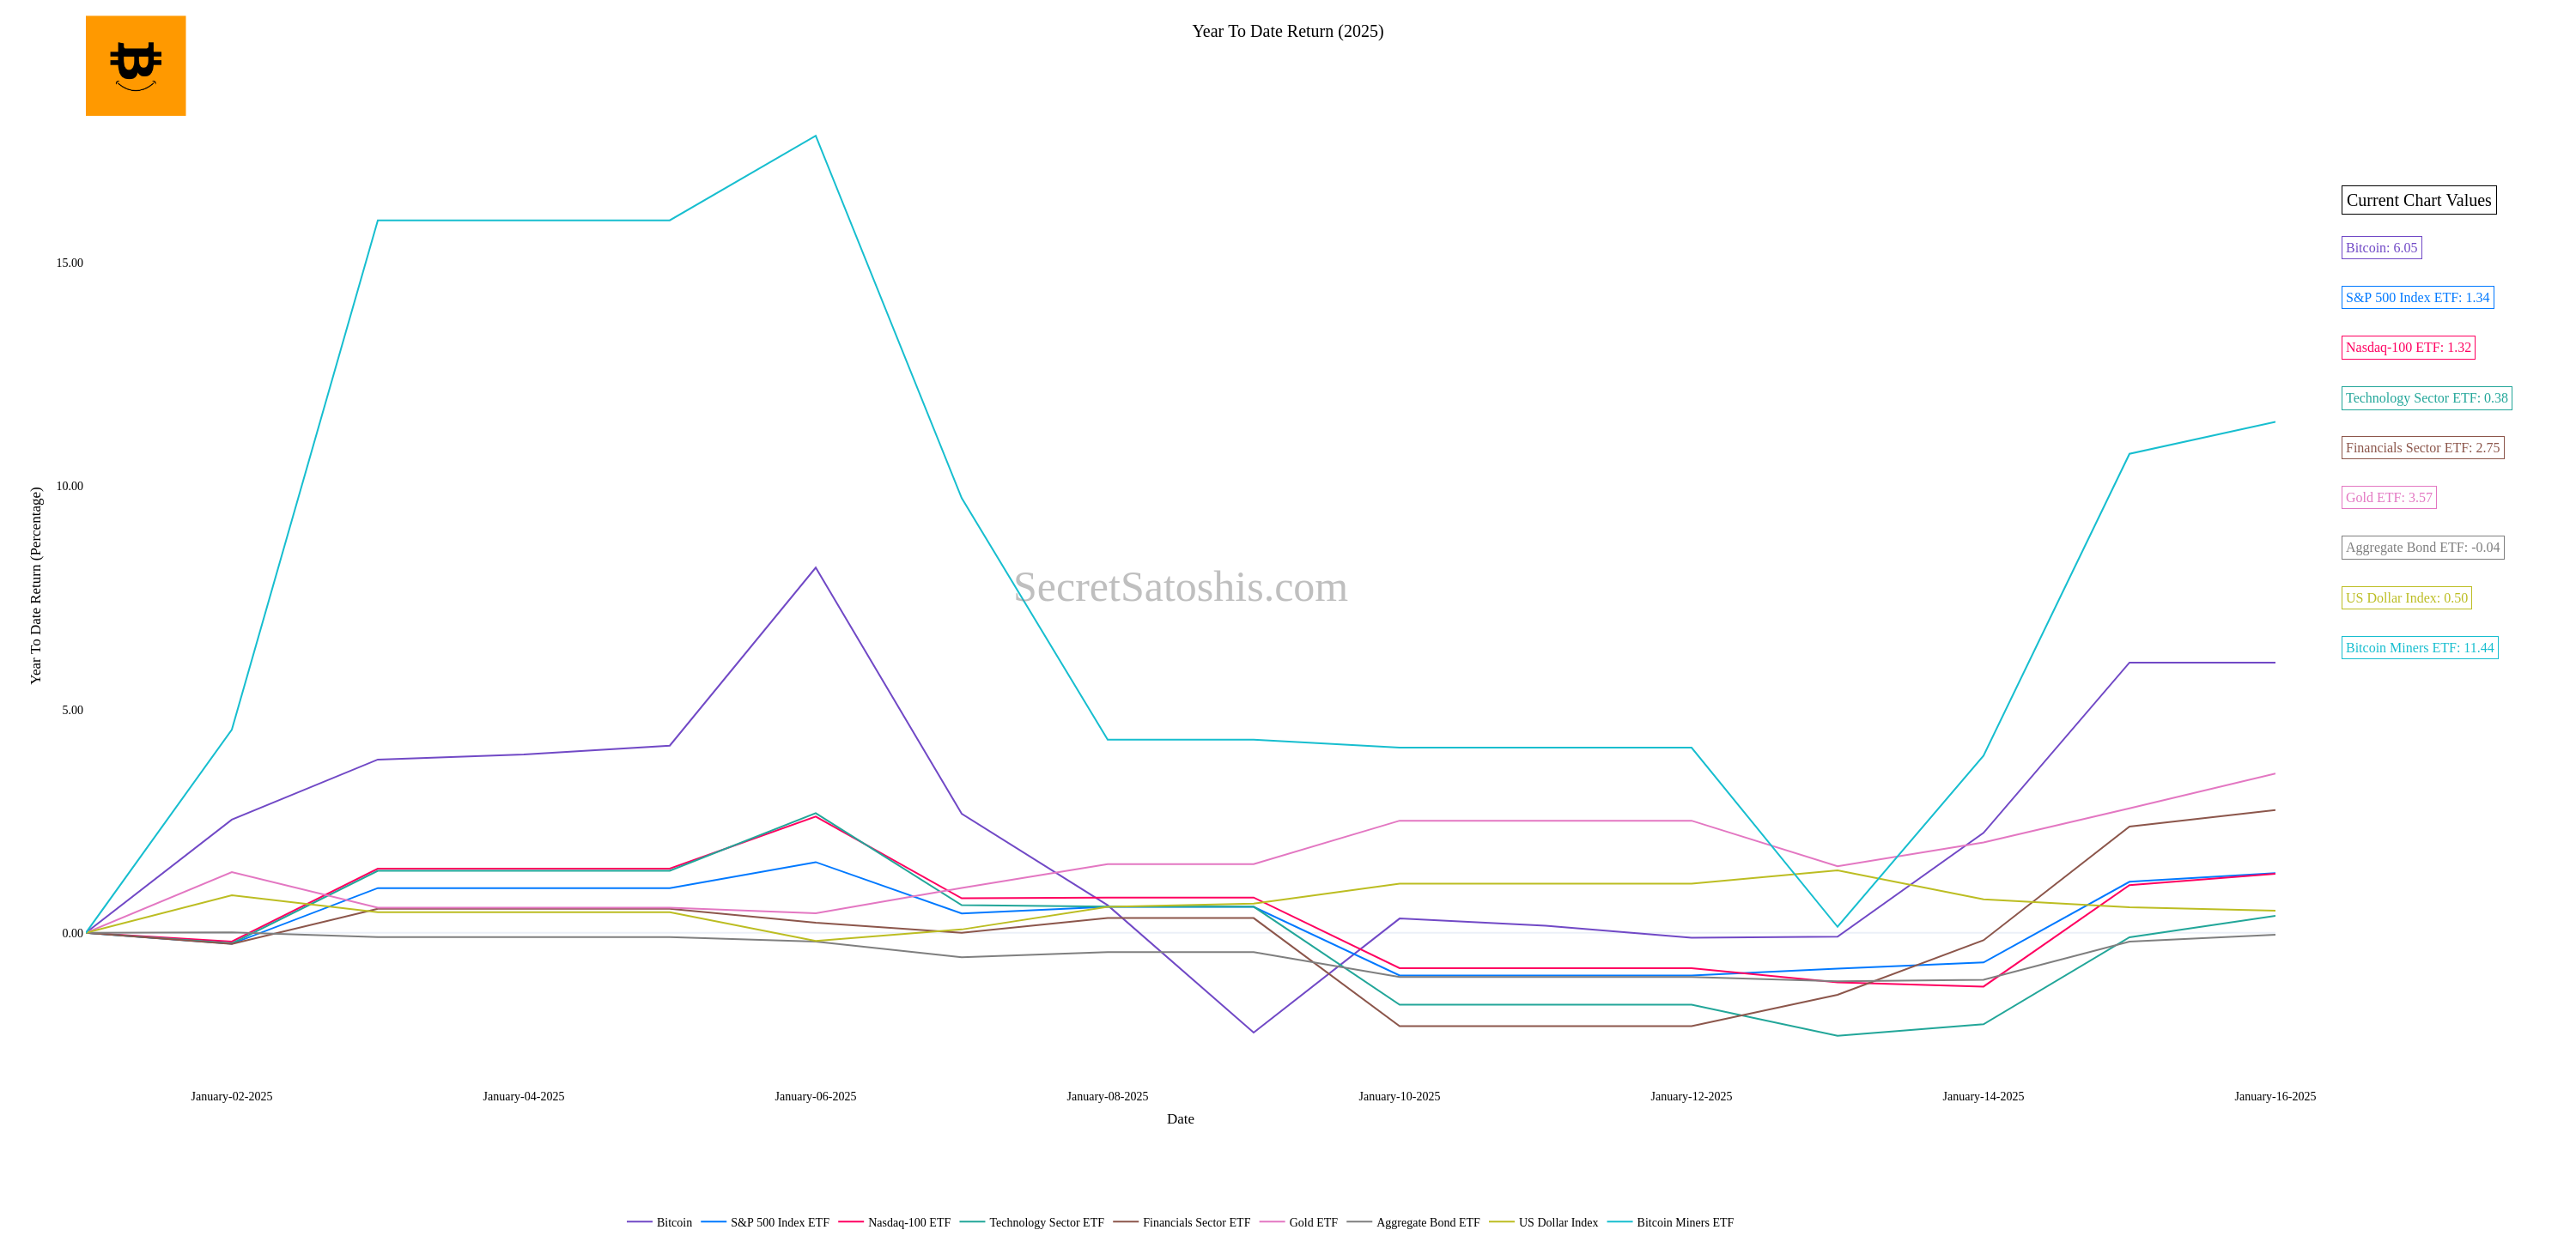 Year To Date Return (2025)
Current Chart Values
Bitcoin: 6.05
S&P 500 Index ETF: 1.34
Nasdaq-100 ETF: 1.32
Technology Sector ETF: 0.38
Financials Sector ETF: 2.75
Gold ETF: 3.57
Aggregate Bond ETF: -0.04
US Dollar Index: 0.50
Bitcoin Miners ETF: 11.44
Year To Date Return (Percentage)
15.00
10.00
5.00
0.00
SecretSatoshis.com
January-02-2025 January-04-2025 January-06-2025 January-08-2025 January-10-2025 January-12-2025 January-14-2025 January-16-2025
Date
Bitcoin S&P 500 Index ETF Nasdaq-100 ETF Technology Sector ETF Financials Sector ETF Gold ETF Aggregate Bond ETF US Dollar Index Bitcoin Miners ETF